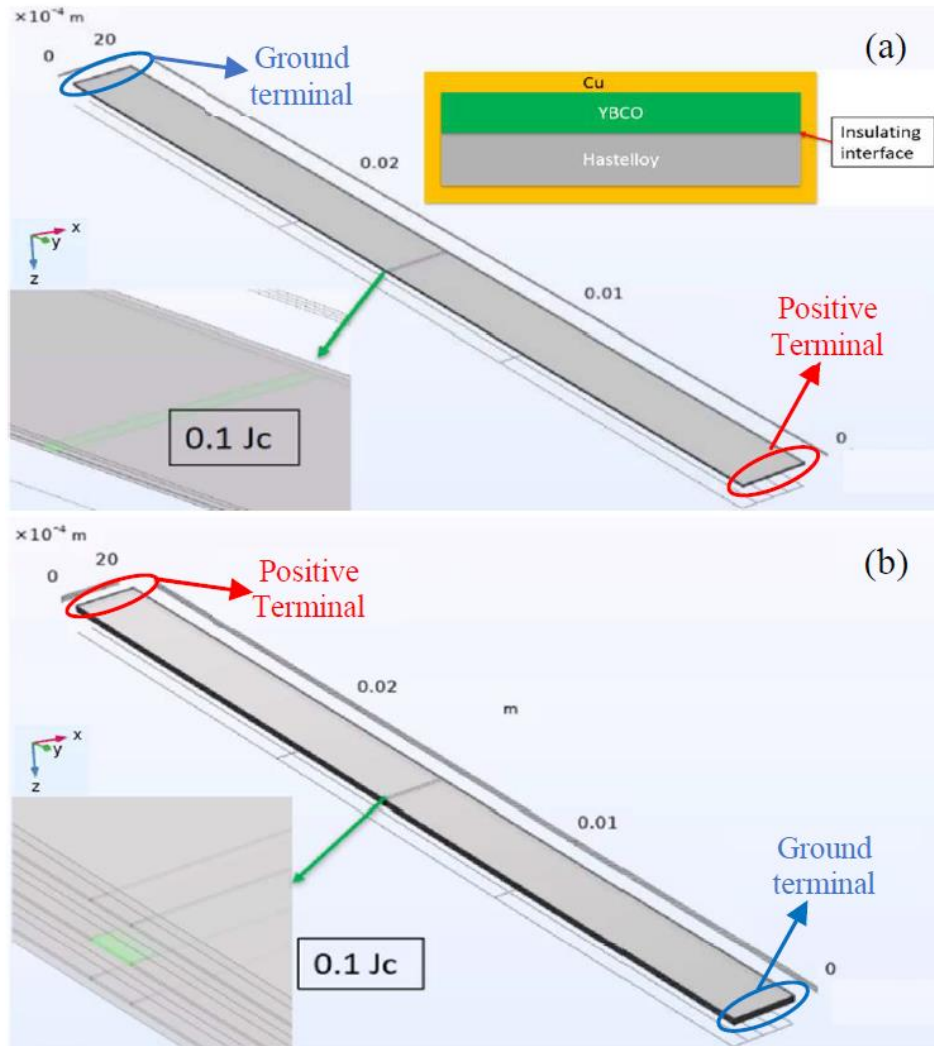 ×10⁻⁴ m
20
0
Ground
terminal
(a)
Cu
YBCO
Hastelloy
Insulating
interface
0.02
x
y
z
0.01
Positive
Terminal
0.1 Jc
0
×10⁻⁴ m
20
0
Positive
Terminal
(b)
0.02
m
x
y
z
0.01
Ground
terminal
0.1 Jc
0